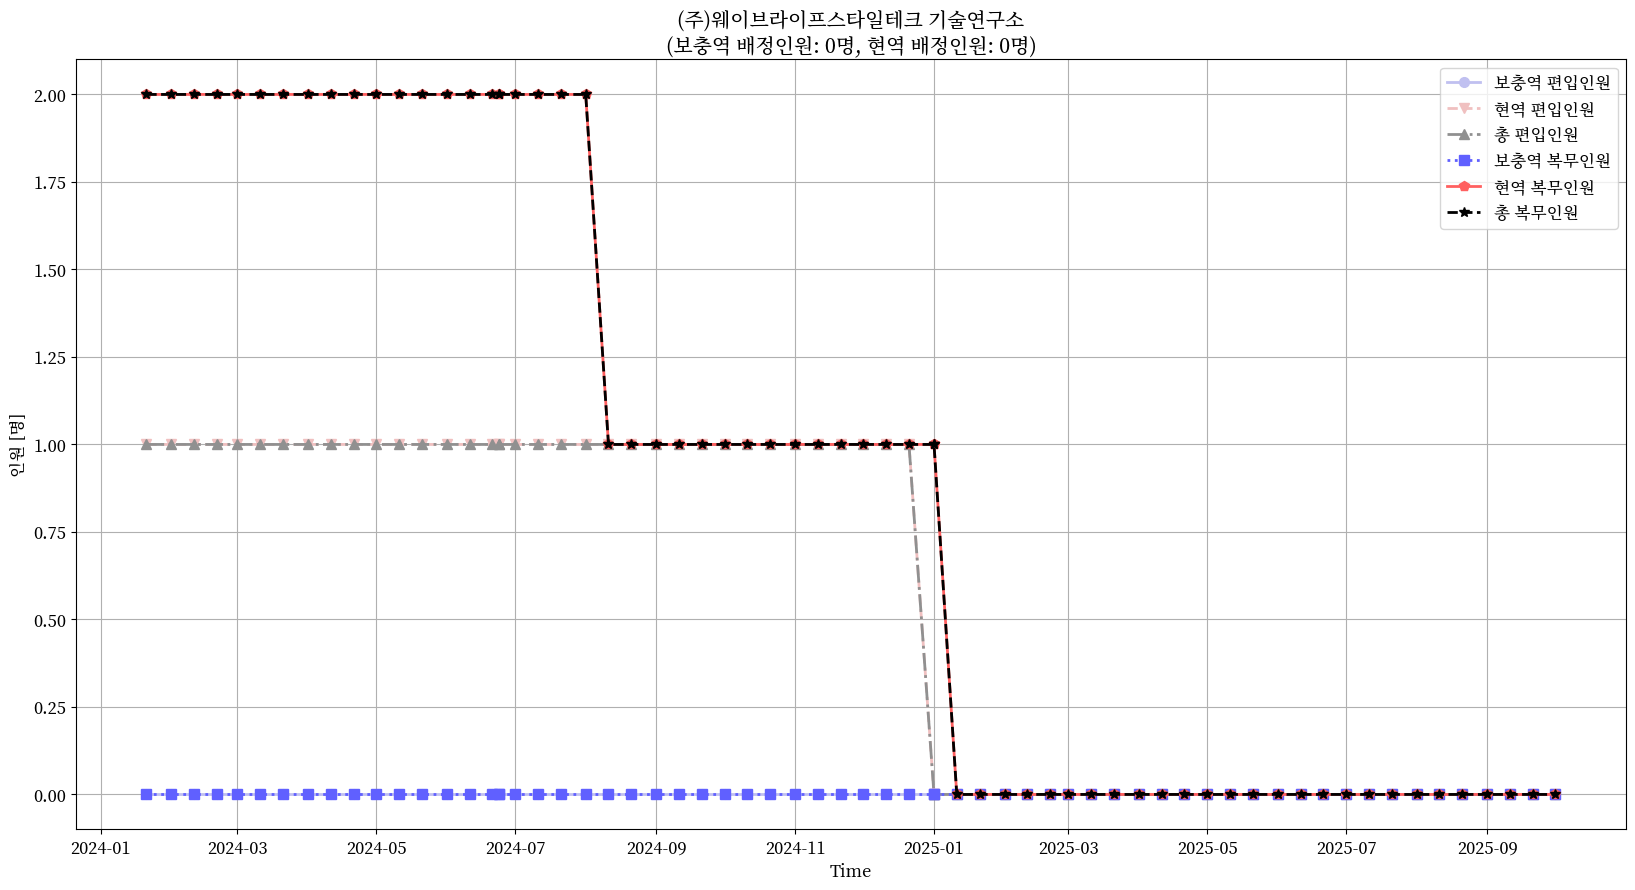 (주)웨이브라이프스타일테크 기술연구소
(보충역 배정인원: 0명, 현역 배정인원: 0명)
보충역 편입인원
현역 편입인원
총 편입인원
보충역 복무인원
현역 복무인원
총 복무인원
인원 [명]
2.00
1.75
1.50
1.25
1.00
0.75
0.50
0.25
0.00
2024-01 2024-03 2024-05 2024-07 2024-09 2024-11 2025-01 2025-03 2025-05 2025-07 2025-09
Time